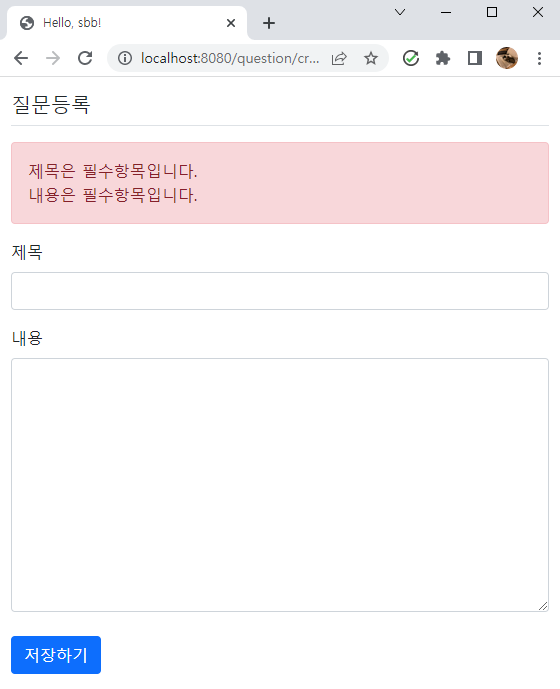 Hello, sbb!
localhost:8080/question/cr...
질문등록
제목은 필수항목입니다.
내용은 필수항목입니다.
제목
내용
저장하기